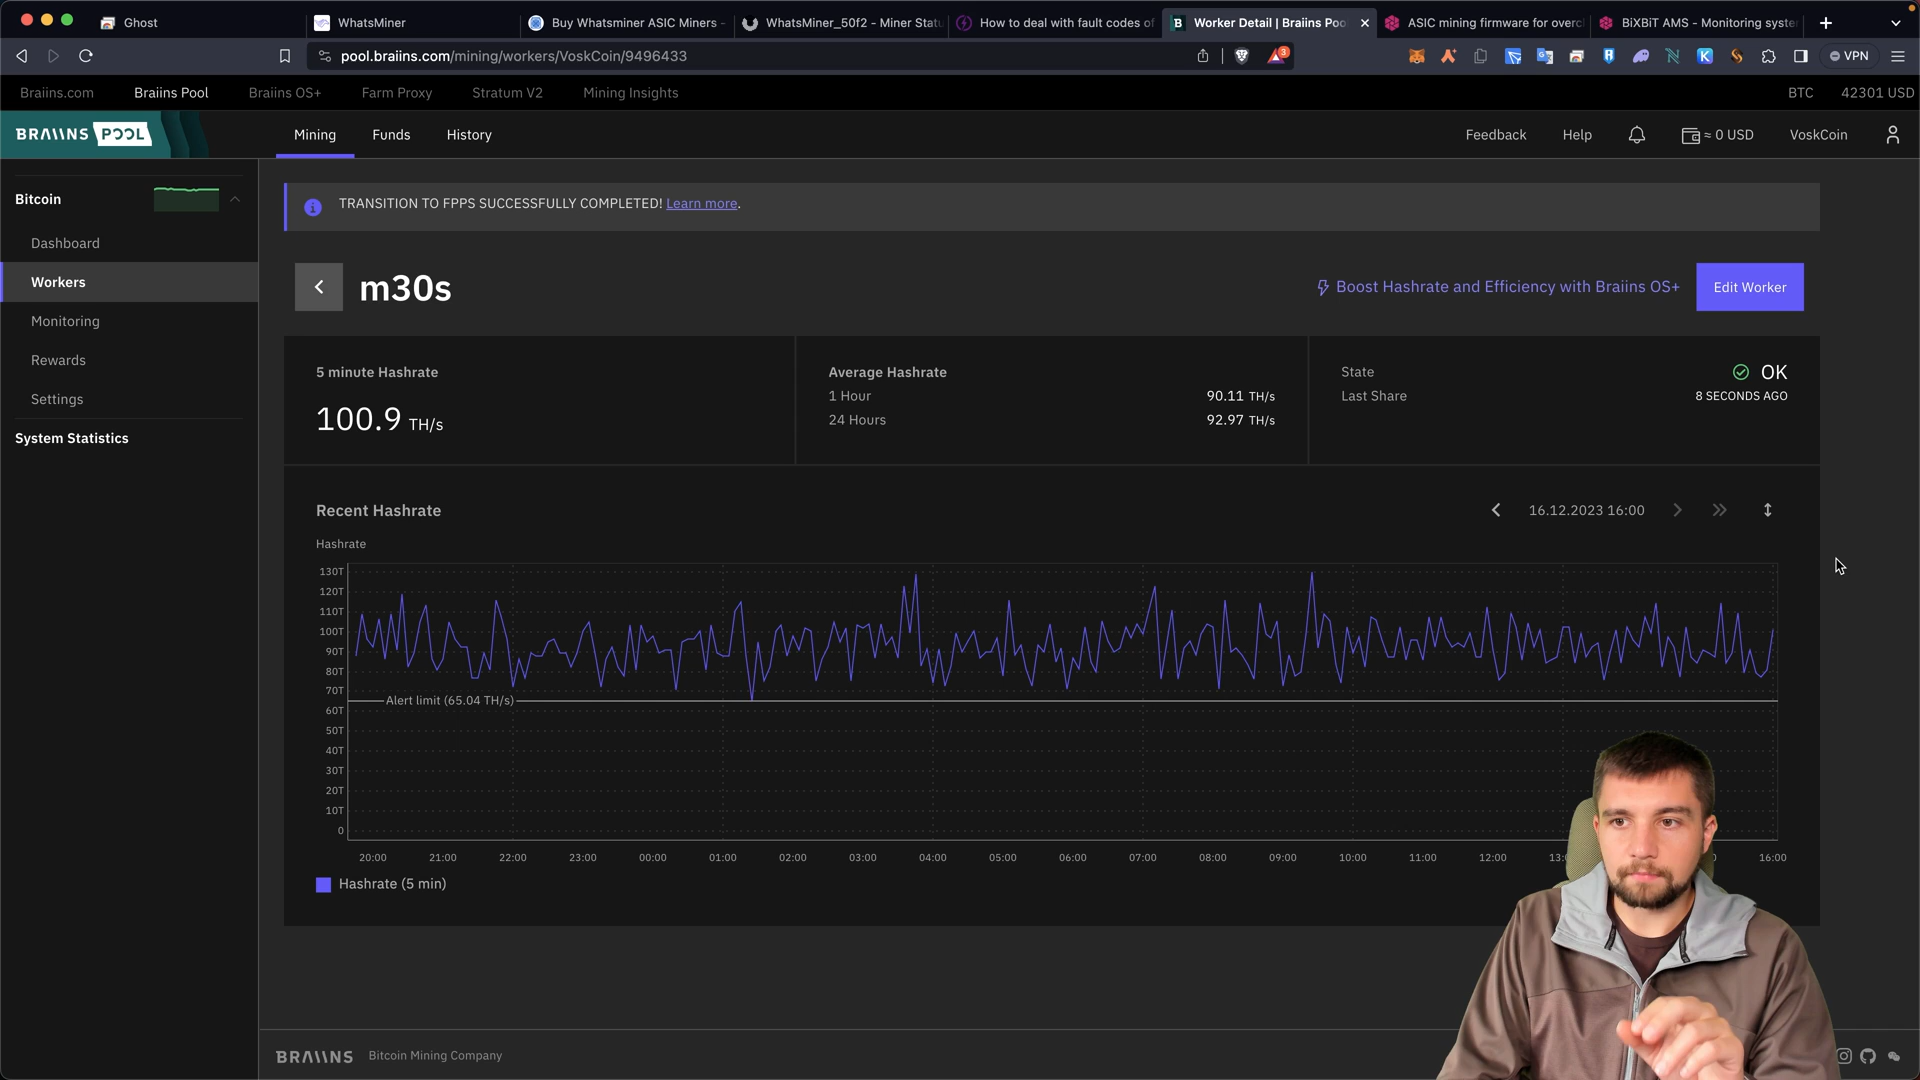 Ghost
WhatsMiner
Buy Whatsminer ASIC Miners -
WhatsMiner_50f2 - Miner Statu
How to deal with fault codes of
Worker Detail | Braiins Poo
ASIC mining firmware for overc
BiXBiT AMS - Monitoring syste
pool.braiins.com/mining/workers/VoskCoin/9496433
3
VPN
Braiins.com
Braiins Pool
Braiins OS+
Farm Proxy
Stratum V2
Mining Insights
BTC
42301 USD
BRAIINS POOL
Mining
Funds
History
Feedback
Help
≈ 0 USD
VoskCoin
Bitcoin
Dashboard
Workers
Monitoring
Rewards
Settings
System Statistics
TRANSITION TO FPPS SUCCESSFULLY COMPLETED! Learn more.
m30s
Boost Hashrate and Efficiency with Braiins OS+
Edit Worker
5 minute Hashrate
100.9 TH/s
Average Hashrate
1 Hour 90.11 TH/s
24 Hours 92.97 TH/s
State OK
Last Share 8 SECONDS AGO
Recent Hashrate
16.12.2023 16:00
Hashrate
130T
120T
110T
100T
90T
80T
70T
Alert limit (65.04 TH/s)
60T
50T
40T
30T
20T
10T
0
20:00 21:00 22:00 23:00 00:00 01:00 02:00 03:00 04:00 05:00 06:00 07:00 08:00 09:00 10:00 11:00 12:00 13: 0 16:00
Hashrate (5 min)
BRAIINS Bitcoin Mining Company